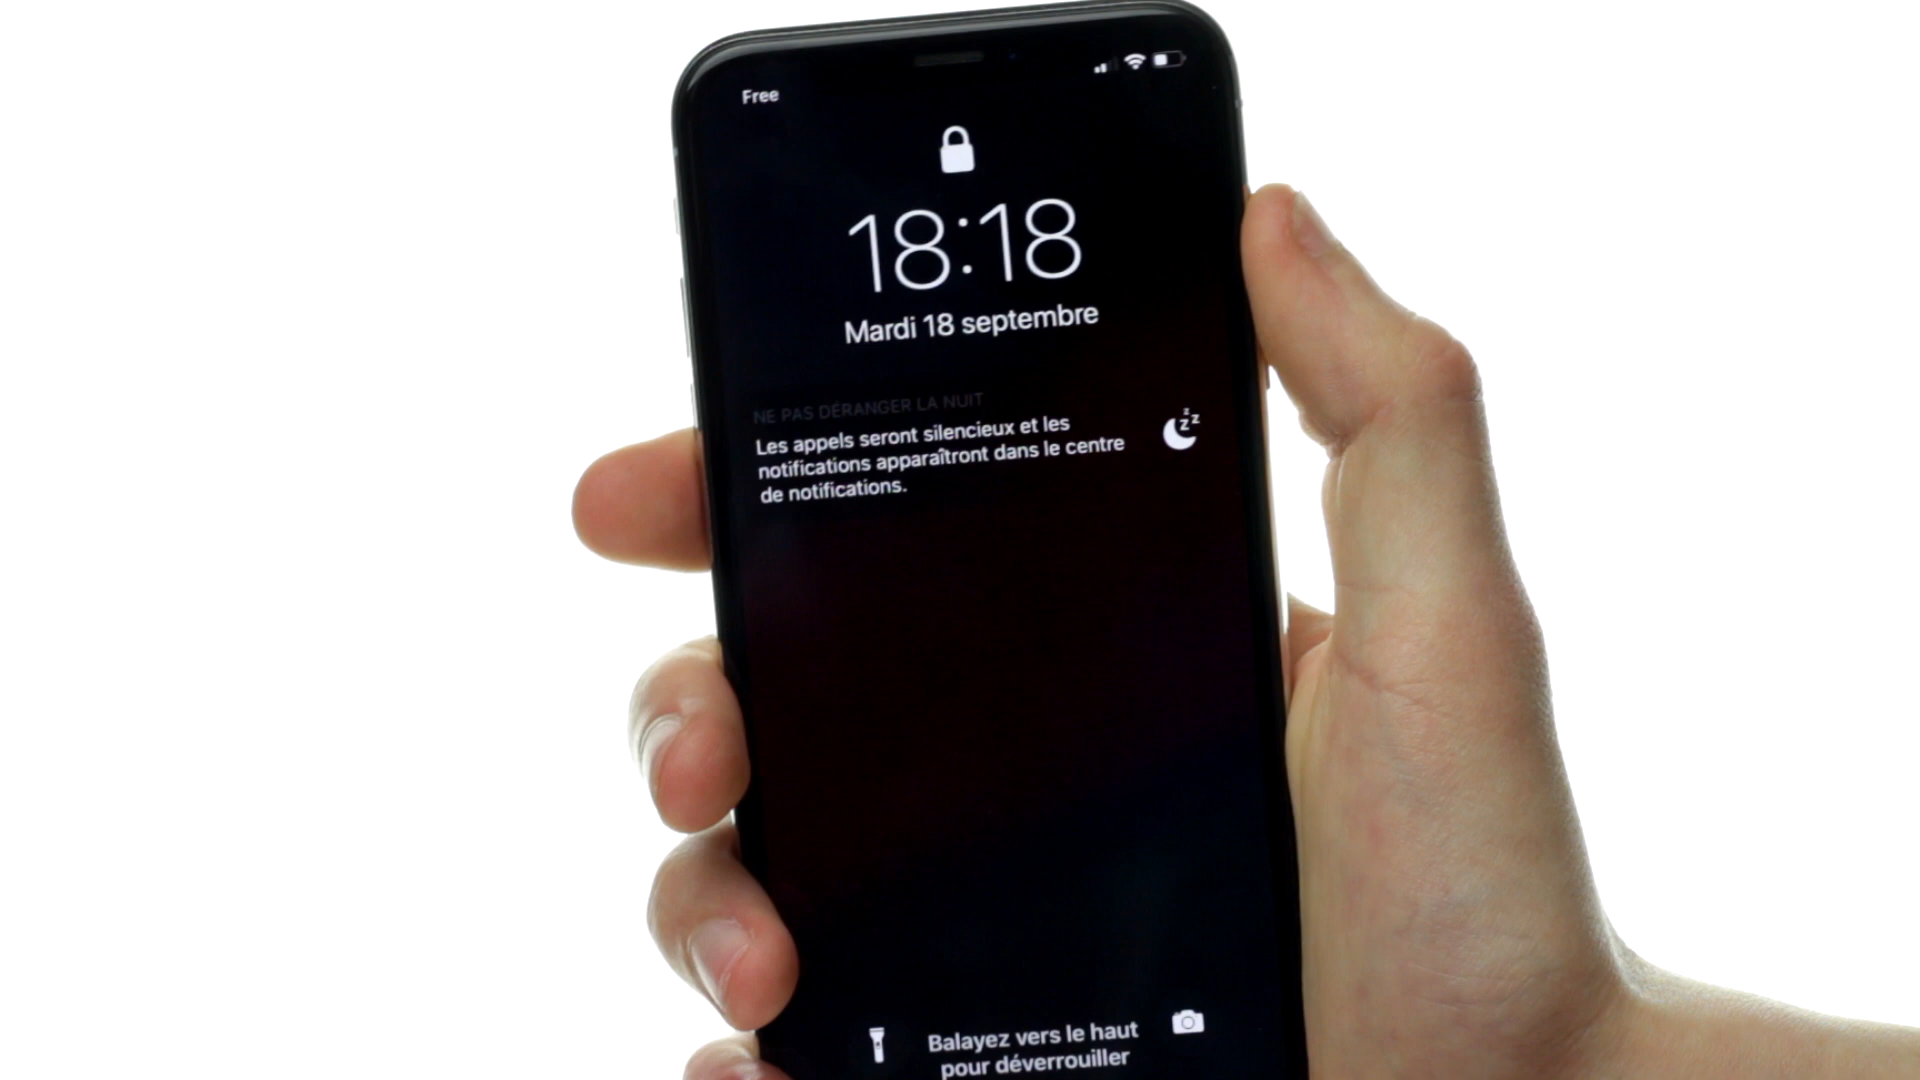 Free
18:18
Mardi 18 septembre
NE PAS DÉRANGER LA NUIT
Les appels seront silencieux et les
notifications apparaîtront dans le centre
de notifications.
Balayez vers le haut
pour déverrouiller